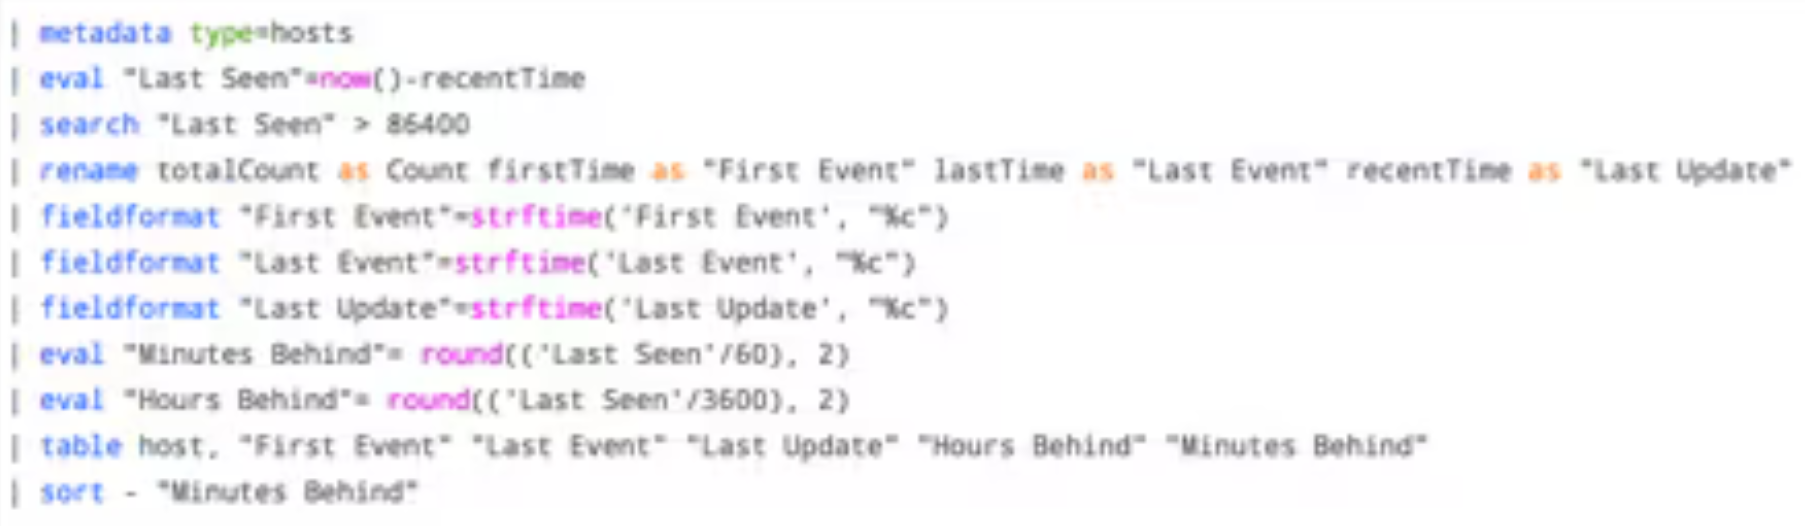 | metadata type=hosts
| eval "Last Seen"=now()-recentTime
| search "Last Seen" > 86400
| rename totalCount as Count firstTime as "First Event" lastTime as "Last Event" recentTime as "Last Update"
| fieldformat "First Event"=strftime('First Event', "%c")
| fieldformat "Last Event"=strftime('Last Event', "%c")
| fieldformat "Last Update"=strftime('Last Update', "%c")
| eval "Minutes Behind"= round(('Last Seen'/60), 2)
| eval "Hours Behind"= round(('Last Seen'/3600), 2)
| table host, "First Event" "Last Event" "Last Update" "Hours Behind" "Minutes Behind"
| sort - "Minutes Behind"